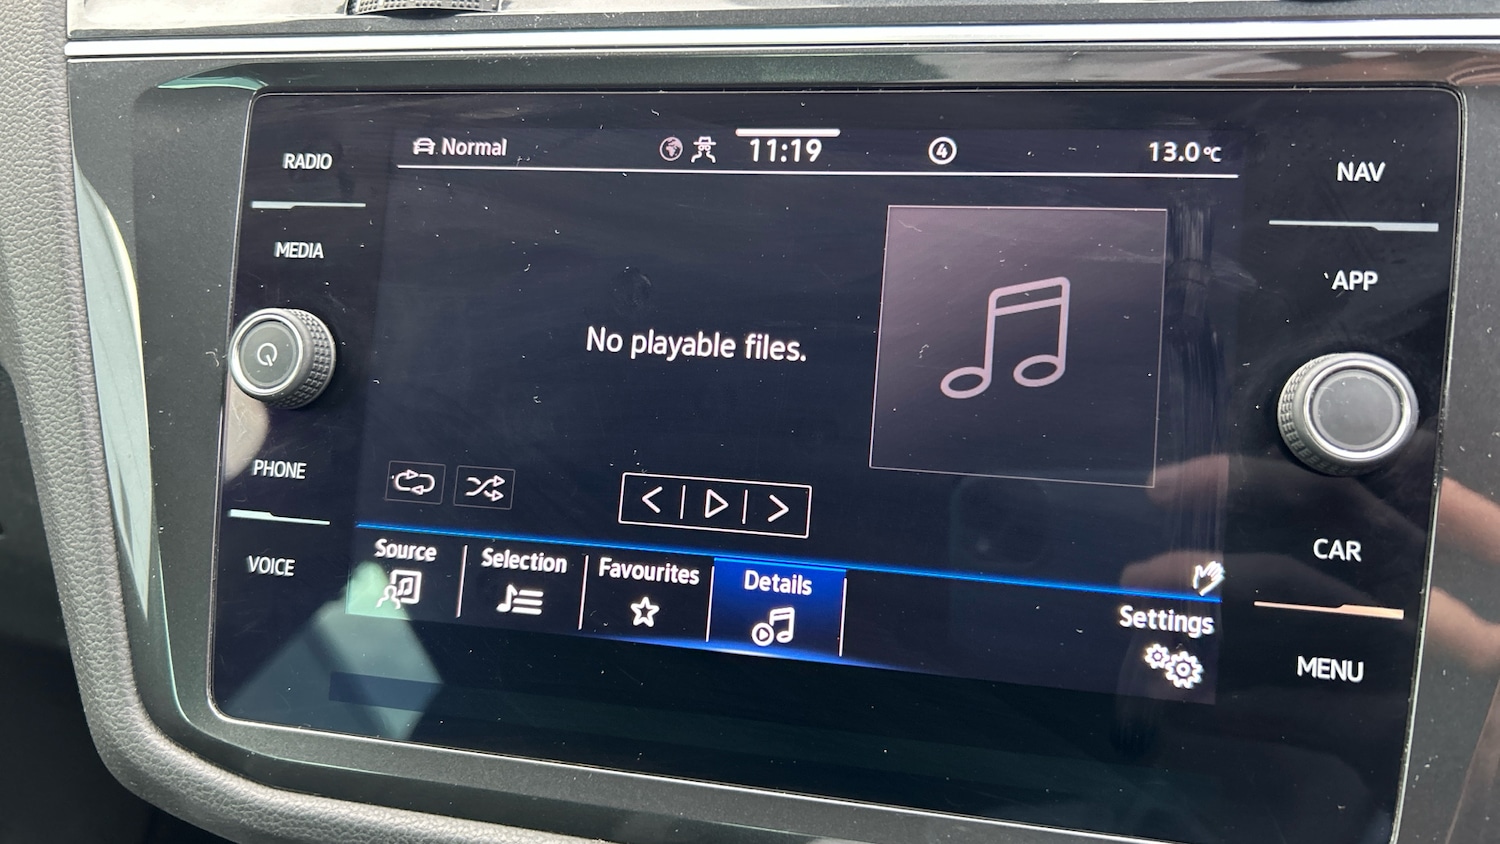 RADIO
MEDIA
PHONE
VOICE
Normal
11:19
4
13.0°C
No playable files.
Source
Selection
Favourites
Details
Settings
NAV
APP
CAR
MENU